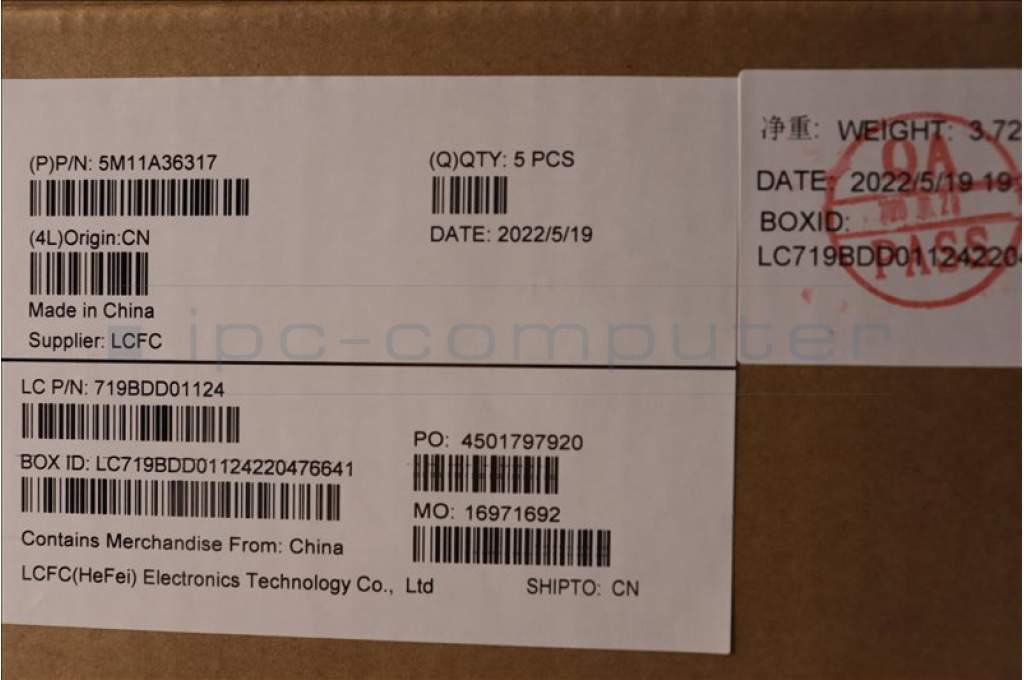 (P)P/N: 5M11A36317
(Q)QTY: 5 PCS
(4L)Origin:CN
DATE: 2022/5/19
Made in China
Supplier: LCFC
LC P/N: 719BDD01124
PO: 4501797920
BOX ID: LC719BDD01124220476641
MO: 16971692
Contains Merchandise From: China
LCFC(HeFei) Electronics Technology Co., Ltd
SHIPTO: CN
净重: WEIGHT: 3.72
DATE: 2022/5/19 19:
BOXID:
LC719BDD011242204
QA
PASS
ipc-computer